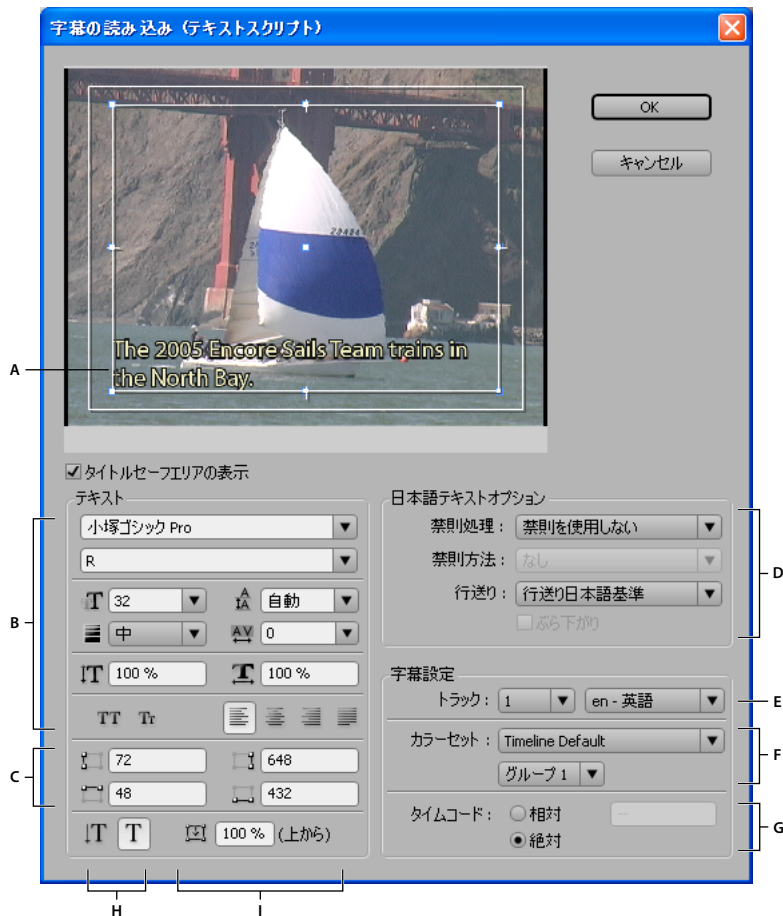 字幕の読み込み（テキストスクリプト）
OK
キャンセル
28484
The 2005 Encore Sails Team trains in
the North Bay.
A
タイトルセーフエリアの表示
テキスト
小塚ゴシック Pro
R
32
自動
中
0
100 %
100 %
TT Tr
B
72
648
48
432
C
100 % (上から)
H
I
日本語テキストオプション
禁則処理： 禁則を使用しない
禁則方法： なし
行送り： 行送り日本語基準
ぶら下がり
D
字幕設定
トラック： 1 en - 英語
E
カラーセット： Timeline Default
グループ 1
F
タイムコード： 相対 --
絶対
G